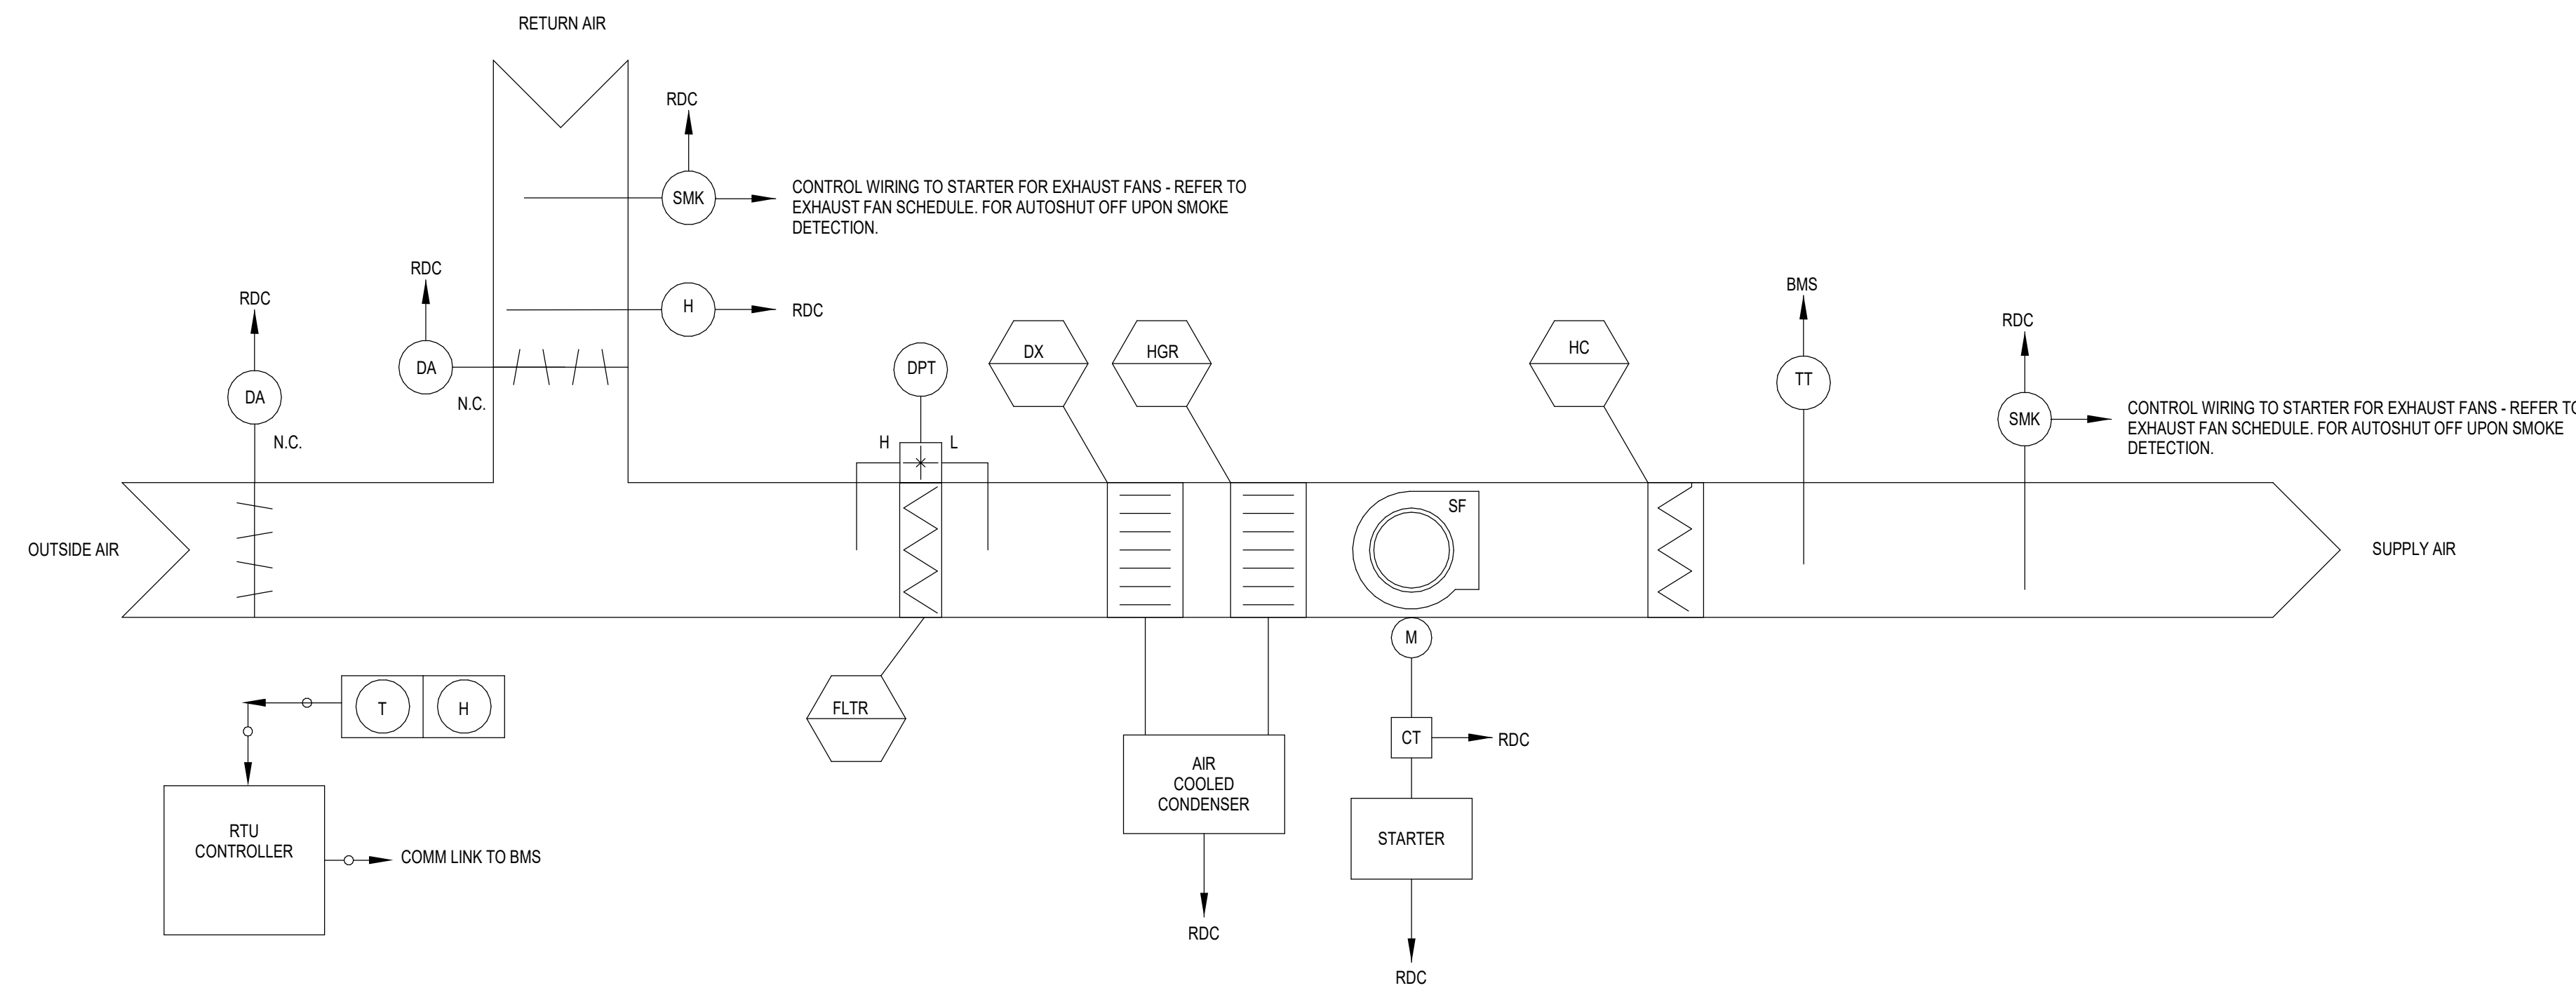 RETURN AIR
RDC
SMK
CONTROL WIRING TO STARTER FOR EXHAUST FANS - REFER TO
EXHAUST FAN SCHEDULE. FOR AUTOSHUT OFF UPON SMOKE
DETECTION.
RDC
H
RDC
RDC
DA
N.C.
DA
N.C.
DPT
H
L
DX
HGR
HC
BMS
TT
RDC
SMK
CONTROL WIRING TO STARTER FOR EXHAUST FANS - REFER TO
EXHAUST FAN SCHEDULE. FOR AUTOSHUT OFF UPON SMOKE
DETECTION.
OUTSIDE AIR
SF
SUPPLY AIR
M
T
H
FLTR
CT
RDC
AIR
COOLED
CONDENSER
STARTER
RTU
CONTROLLER
COMM LINK TO BMS
RDC
RDC